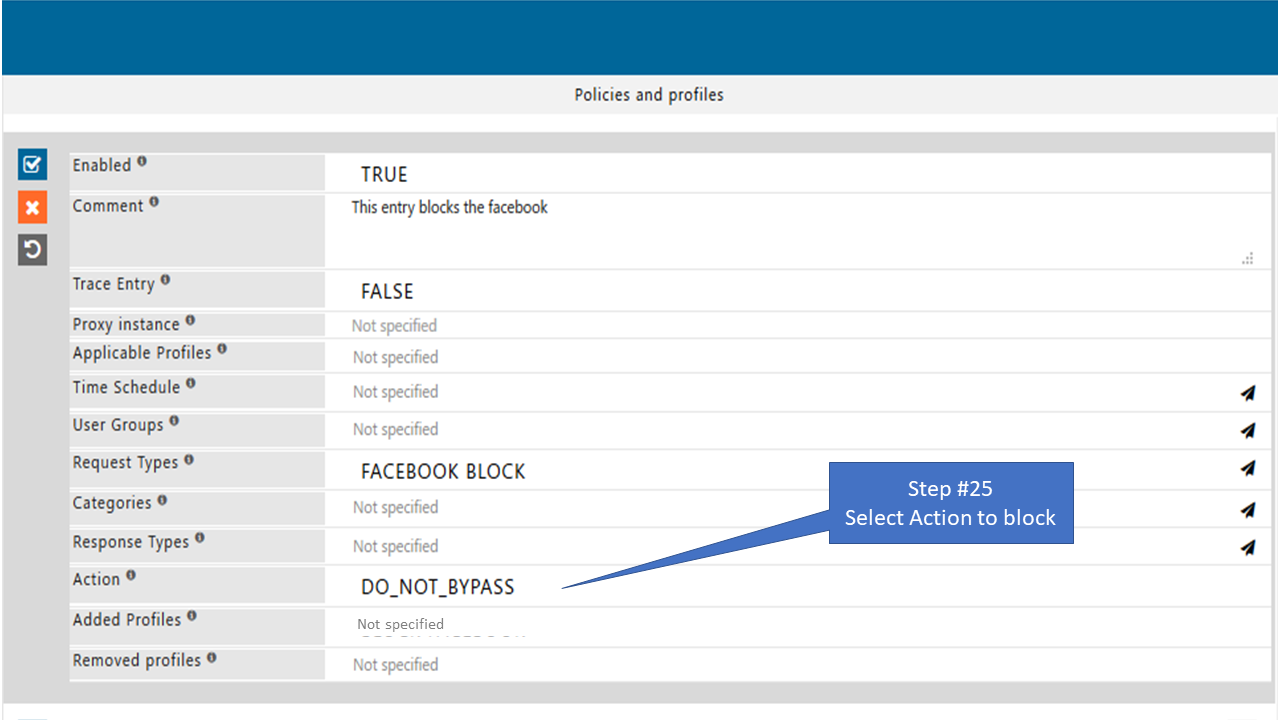 Policies and profiles
Enabled
TRUE
Comment
This entry blocks the facebook
Trace Entry
FALSE
Proxy instance
Not specified
Applicable Profiles
Not specified
Time Schedule
Not specified
User Groups
Not specified
Request Types
FACEBOOK BLOCK
Categories
Not specified
Response Types
Not specified
Step #25
Select Action to block
Action
DO_NOT_BYPASS
Added Profiles
Not specified
Removed profiles
Not specified